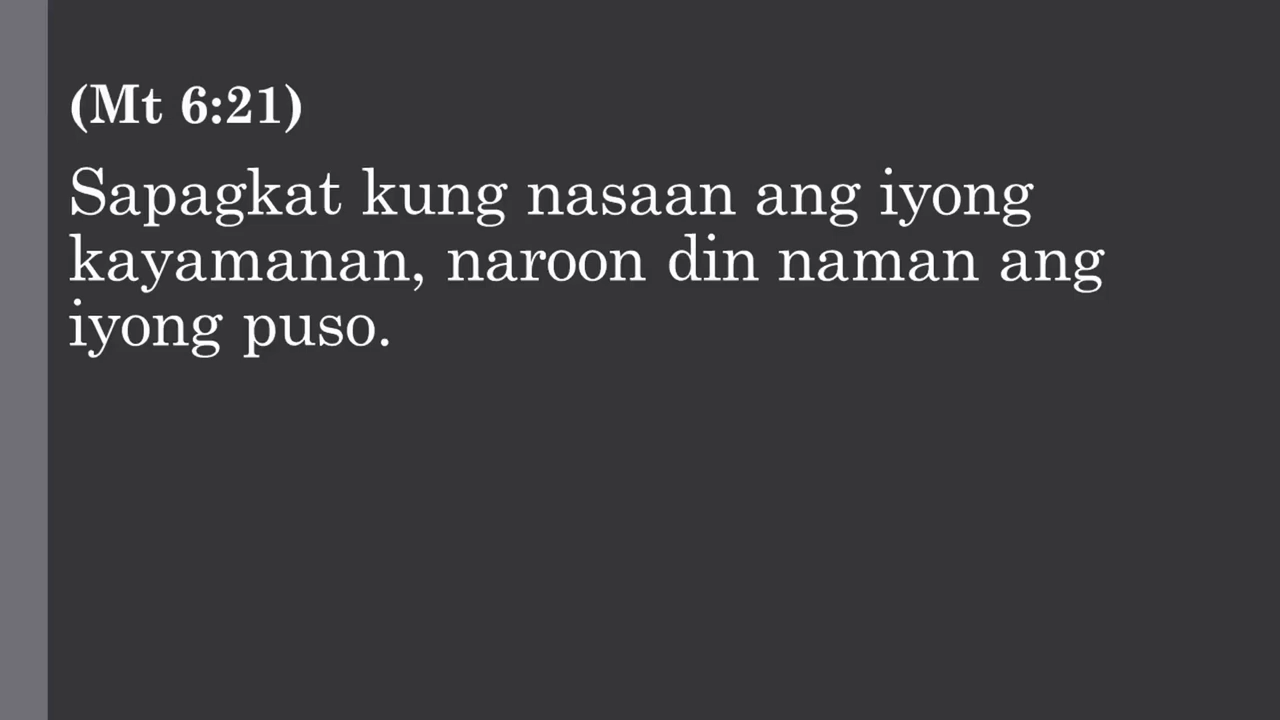 (Mt 6:21)
Sapagkat kung nasaan ang iyong
kayamanan, naroon din naman ang
iyong puso.